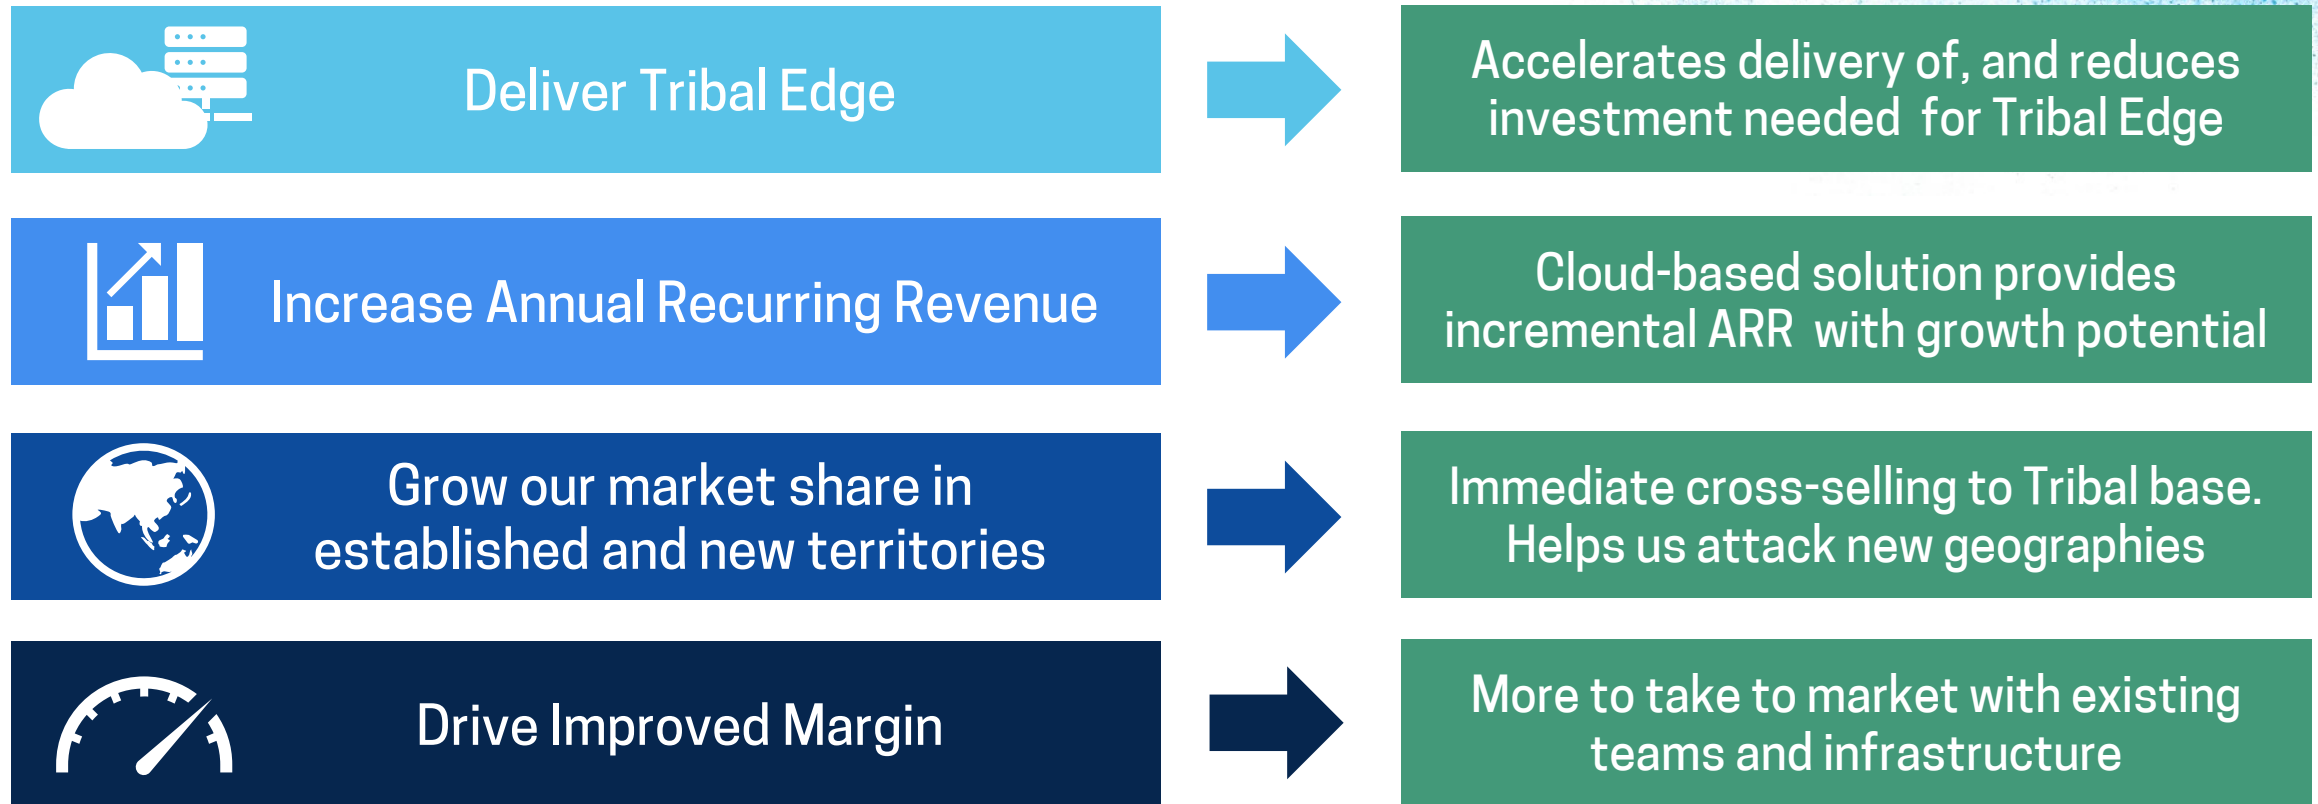 Deliver Tribal Edge
Accelerates delivery of, and reduces
investment needed for Tribal Edge
Increase Annual Recurring Revenue
Cloud-based solution provides
incremental ARR with growth potential
Grow our market share in
established and new territories
Immediate cross-selling to Tribal base.
Helps us attack new geographies
Drive Improved Margin
More to take to market with existing
teams and infrastructure